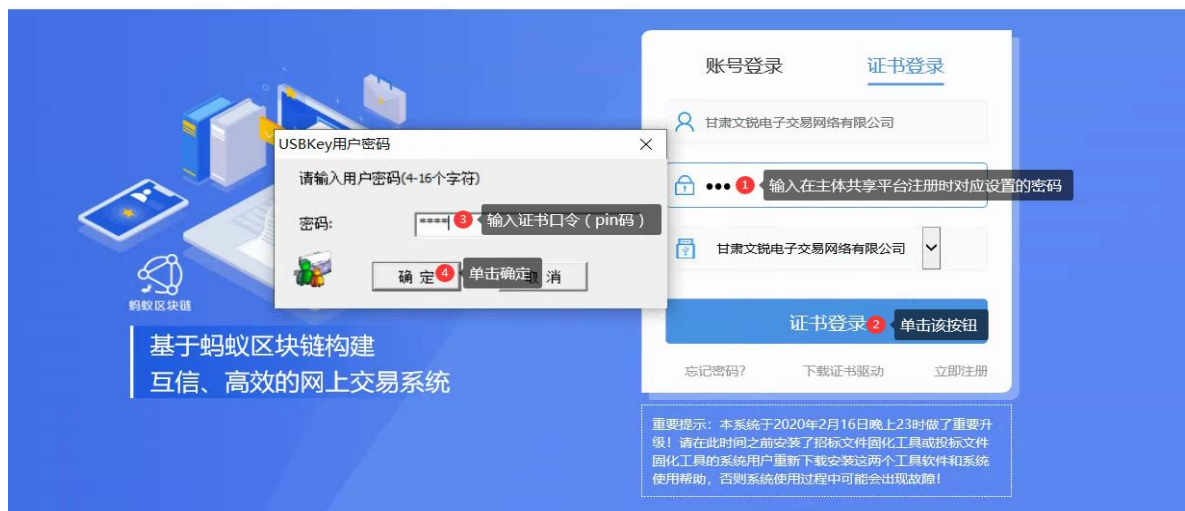 账号登录
证书登录
甘肃文锐电子交易网络有限公司
USBKey用户密码
请输入用户密码(4-16个字符)
••• 1 输入在主体共享平台注册时对应设置的密码
密码: **** 3 输入证书口令（pin码）
甘肃文锐电子交易网络有限公司
确 定 4 单击确定 消
蚂蚁区块链
证书登录 2 单击该按钮
基于蚂蚁区块链构建
互信、高效的网上交易系统
忘记密码?
下载证书驱动
立即注册
重要提示：本系统于2020年2月16日晚上23时做了重要升
级！请在此时间之前安装了招标文件固化工具或投标文件
固化工具的系统用户重新下载安装这两个工具软件和系统
使用帮助，否则系统使用过程中可能会出现故障！